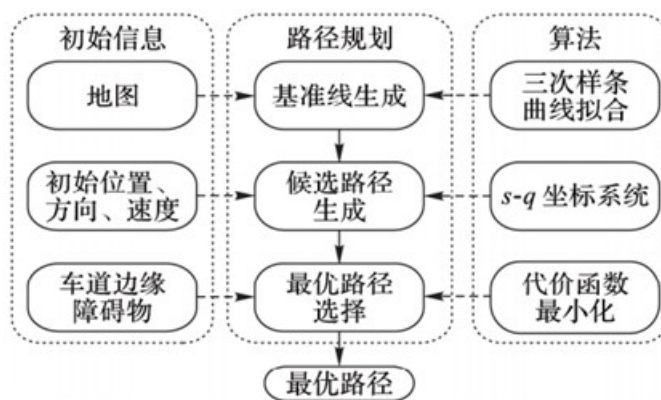 初始信息
路径规划
算法
地图
基准线生成
三次样条
曲线拟合
初始位置、
方向、速度
候选路径
生成
s-q 坐标系统
车道边缘
障碍物
最优路径
选择
代价函数
最小化
最优路径